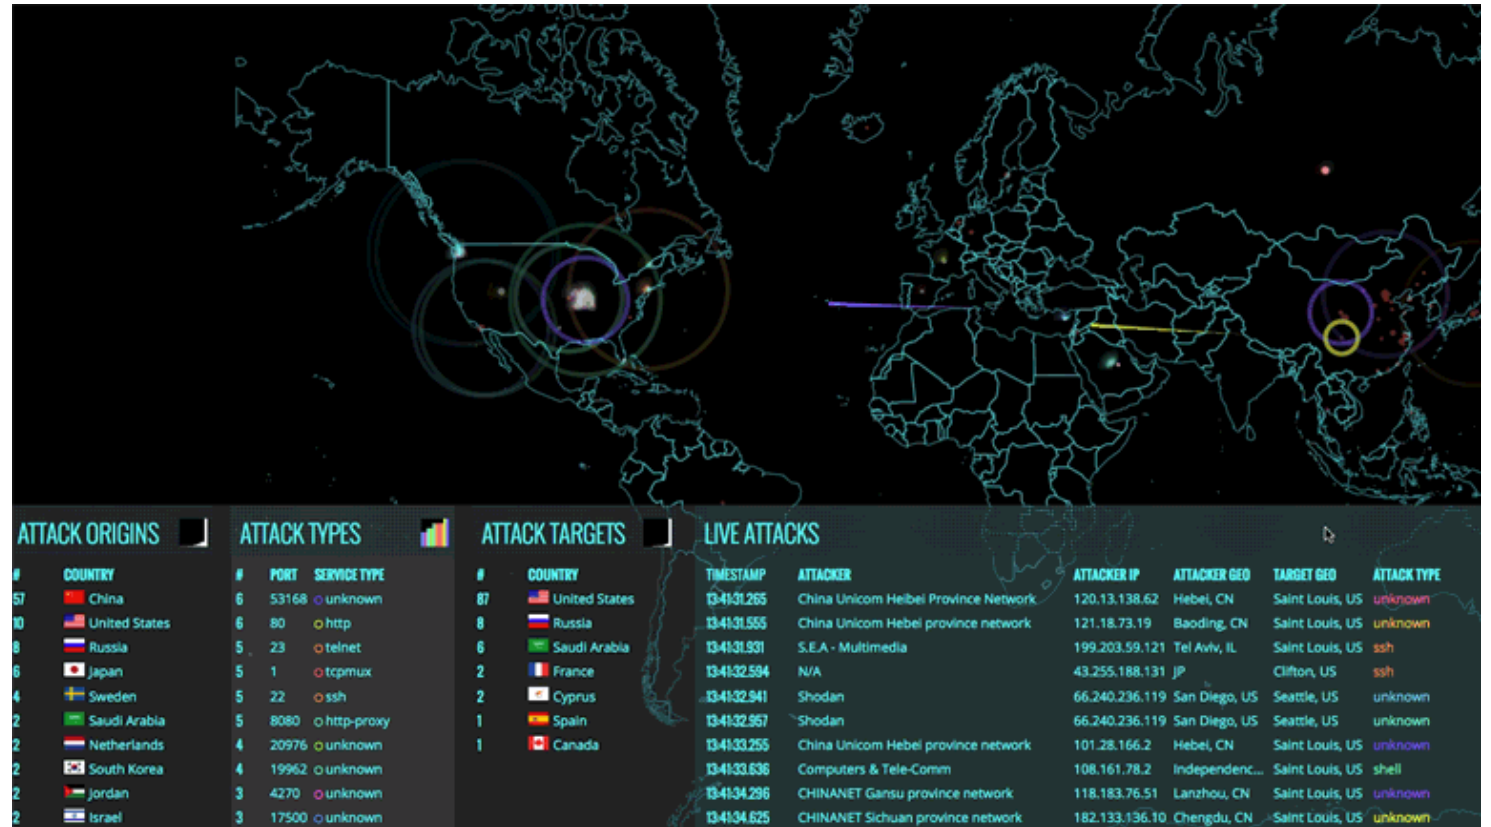 ATTACK ORIGINS
# COUNTRY
57 China
10 United States
8 Russia
6 Japan
4 Sweden
2 Saudi Arabia
2 Netherlands
2 South Korea
2 Jordan
2 Israel
ATTACK TYPES
# PORT SERVICE TYPE
6 53168 unknown
6 80 http
5 23 telnet
5 1 tcpmux
5 22 ssh
5 8080 http-proxy
4 20976 unknown
4 19962 unknown
3 4270 unknown
3 17500 unknown
ATTACK TARGETS
# COUNTRY
87 United States
8 Russia
6 Saudi Arabia
2 France
2 Cyprus
1 Spain
1 Canada
LIVE ATTACKS
TIMESTAMP ATTACKER ATTACKER IP ATTACKER GEO TARGET GEO ATTACK TYPE
13:41:31.265 China Unicom Heibei Province Network 120.13.138.62 Hebei, CN Saint Louis, US unknown
13:41:31.555 China Unicom Hebei province network 121.18.73.19 Baoding, CN Saint Louis, US unknown
13:41:31.931 S.E.A - Multimedia 199.203.59.121 Tel Aviv, IL Saint Louis, US ssh
13:41:32.594 N/A 43.255.188.131 JP Clifton, US ssh
13:41:32.941 Shodan 66.240.236.119 San Diego, US Seattle, US unknown
13:41:32.957 Shodan 66.240.236.119 San Diego, US Seattle, US unknown
13:41:33.255 China Unicom Hebei province network 101.28.166.2 Hebei, CN Saint Louis, US unknown
13:41:33.636 Computers & Tele-Comm 108.161.78.2 Independenc... Saint Louis, US shell
13:41:34.296 CHINANET Gansu province network 118.183.76.51 Lanzhou, CN Saint Louis, US unknown
13:41:34.625 CHINANET Sichuan province network 182.133.136.10 Chengdu, CN Saint Louis, US unknown